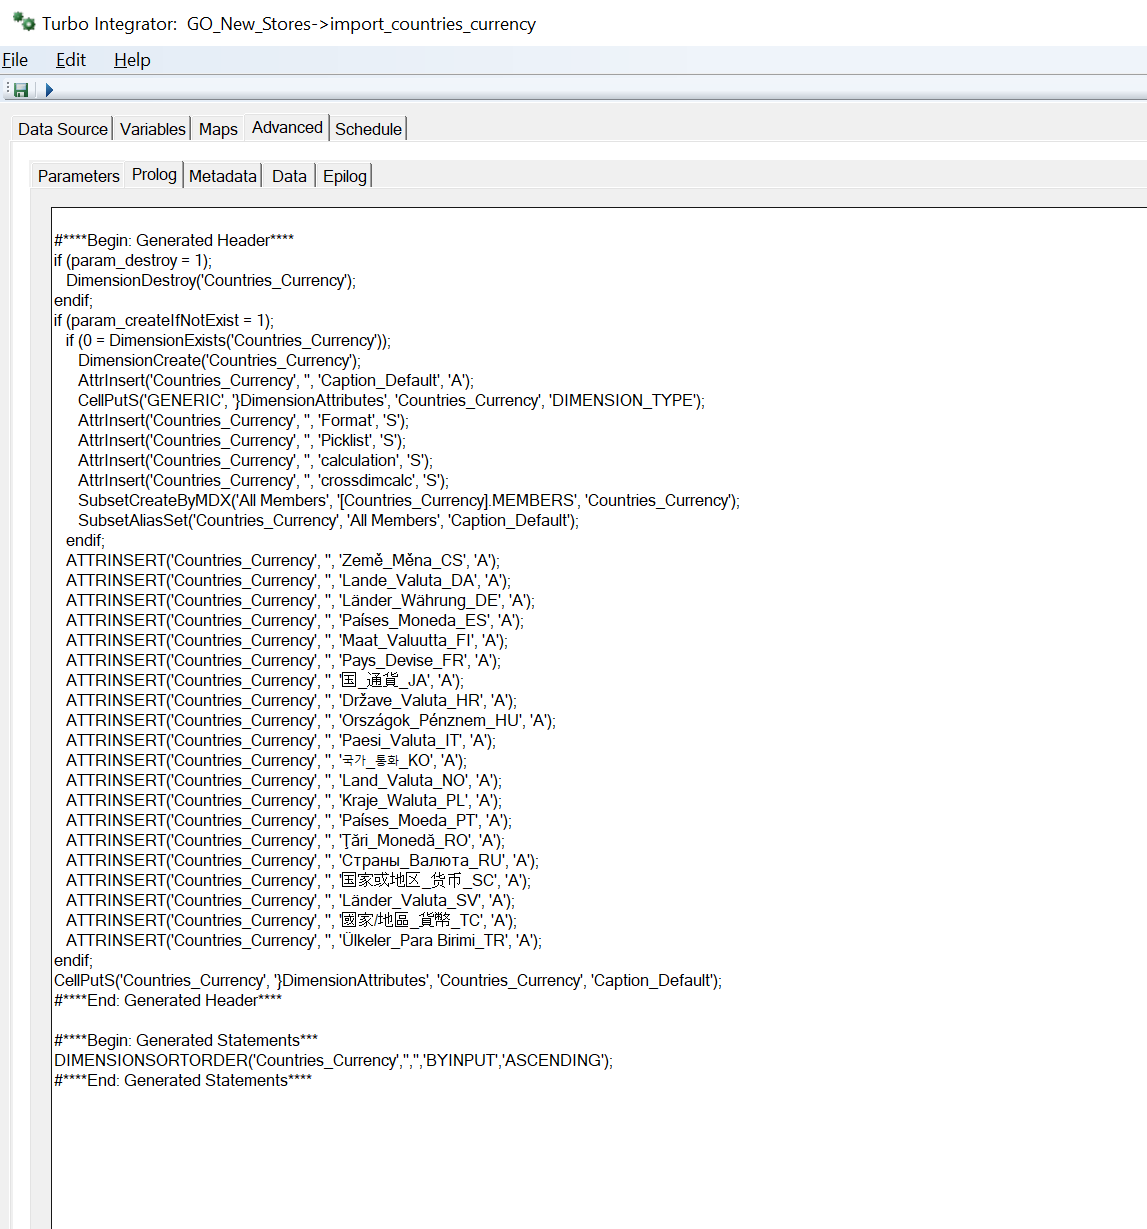 Turbo Integrator: GO_New_Stores->import_countries_currency
File Edit Help
Data Source Variables Maps Advanced Schedule
Parameters Prolog Metadata Data Epilog
#****Begin: Generated Header****
if (param_destroy = 1);
DimensionDestroy('Countries_Currency');
endif;
if (param_createIfNotExist = 1);
if (0 = DimensionExists('Countries_Currency'));
DimensionCreate('Countries_Currency');
AttrInsert('Countries_Currency', '', 'Caption_Default', 'A');
CellPutS('GENERIC', '}DimensionAttributes', 'Countries_Currency', 'DIMENSION_TYPE');
AttrInsert('Countries_Currency', '', 'Format', 'S');
AttrInsert('Countries_Currency', '', 'Picklist', 'S');
AttrInsert('Countries_Currency', '', 'calculation', 'S');
AttrInsert('Countries_Currency', '', 'crossdimcalc', 'S');
SubsetCreateByMDX('All Members', '[Countries_Currency].MEMBERS', 'Countries_Currency');
SubsetAliasSet('Countries_Currency', 'All Members', 'Caption_Default');
endif;
ATTRINSERT('Countries_Currency', '', 'Země_Měna_CS', 'A');
ATTRINSERT('Countries_Currency', '', 'Lande_Valuta_DA', 'A');
ATTRINSERT('Countries_Currency', '', 'Länder_Währung_DE', 'A');
ATTRINSERT('Countries_Currency', '', 'Países_Moneda_ES', 'A');
ATTRINSERT('Countries_Currency', '', 'Maat_Valuutta_FI', 'A');
ATTRINSERT('Countries_Currency', '', 'Pays_Devise_FR', 'A');
ATTRINSERT('Countries_Currency', '', '国_通貨_JA', 'A');
ATTRINSERT('Countries_Currency', '', 'Države_Valuta_HR', 'A');
ATTRINSERT('Countries_Currency', '', 'Országok_Pénznem_HU', 'A');
ATTRINSERT('Countries_Currency', '', 'Paesi_Valuta_IT', 'A');
ATTRINSERT('Countries_Currency', '', '국가_통화_KO', 'A');
ATTRINSERT('Countries_Currency', '', 'Land_Valuta_NO', 'A');
ATTRINSERT('Countries_Currency', '', 'Kraje_Waluta_PL', 'A');
ATTRINSERT('Countries_Currency', '', 'Países_Moeda_PT', 'A');
ATTRINSERT('Countries_Currency', '', 'Ţări_Monedă_RO', 'A');
ATTRINSERT('Countries_Currency', '', 'Страны_Валюта_RU', 'A');
ATTRINSERT('Countries_Currency', '', '国家或地区_货币_SC', 'A');
ATTRINSERT('Countries_Currency', '', 'Länder_Valuta_SV', 'A');
ATTRINSERT('Countries_Currency', '', '國家/地區_貨幣_TC', 'A');
ATTRINSERT('Countries_Currency', '', 'Ülkeler_Para Birimi_TR', 'A');
endif;
CellPutS('Countries_Currency', '}DimensionAttributes', 'Countries_Currency', 'Caption_Default');
#****End: Generated Header****
#****Begin: Generated Statements***
DIMENSIONSORTORDER('Countries_Currency','','','BYINPUT','ASCENDING');
#****End: Generated Statements****